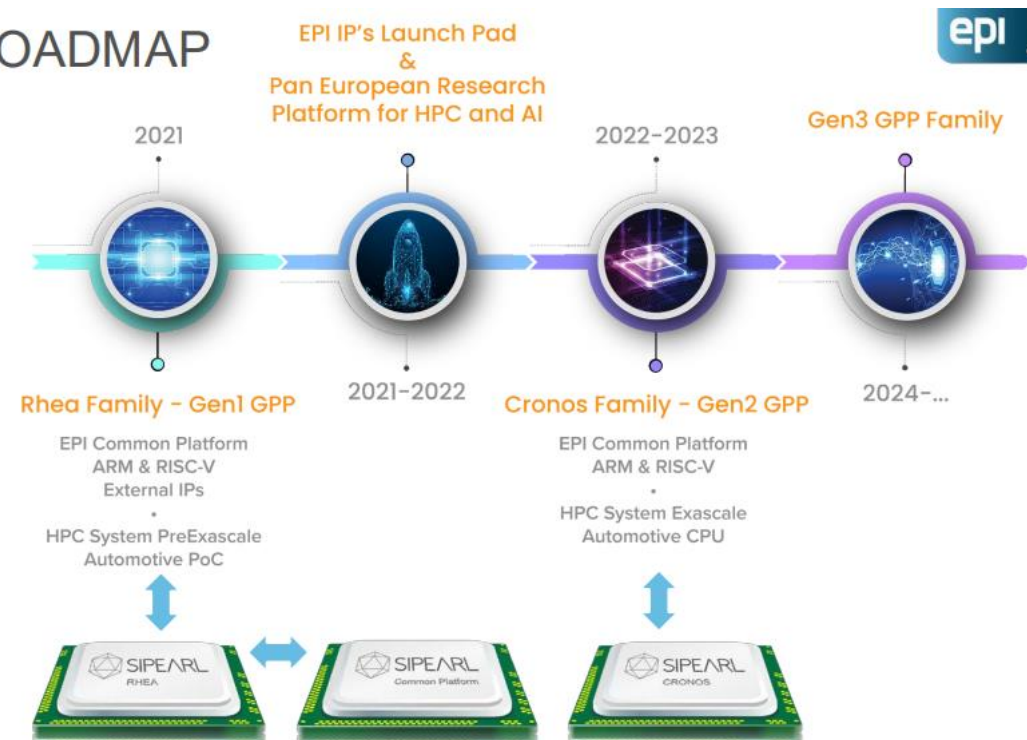 OADMAP
EPI IP's Launch Pad
&
Pan European Research
Platform for HPC and AI
epi
2021
2022-2023
Gen3 GPP Family
2021-2022
2024-...
Rhea Family - Gen1 GPP
EPI Common Platform
ARM & RISC-V
External IPs
•
HPC System PreExascale
Automotive PoC
Cronos Family - Gen2 GPP
EPI Common Platform
ARM & RISC-V
•
HPC System Exascale
Automotive CPU
SIPEARL
RHEA
SIPEARL
Common Platform
SIPEARL
CRONOS